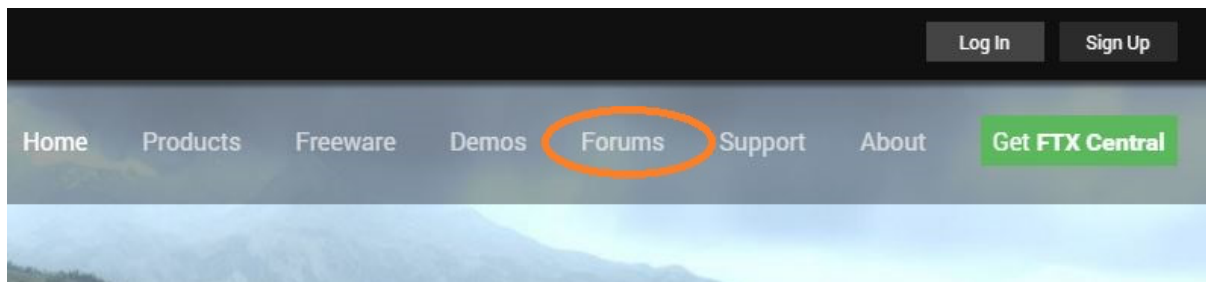 Log In Sign Up
Home Products Freeware Demos Forums Support About Get FTX Central